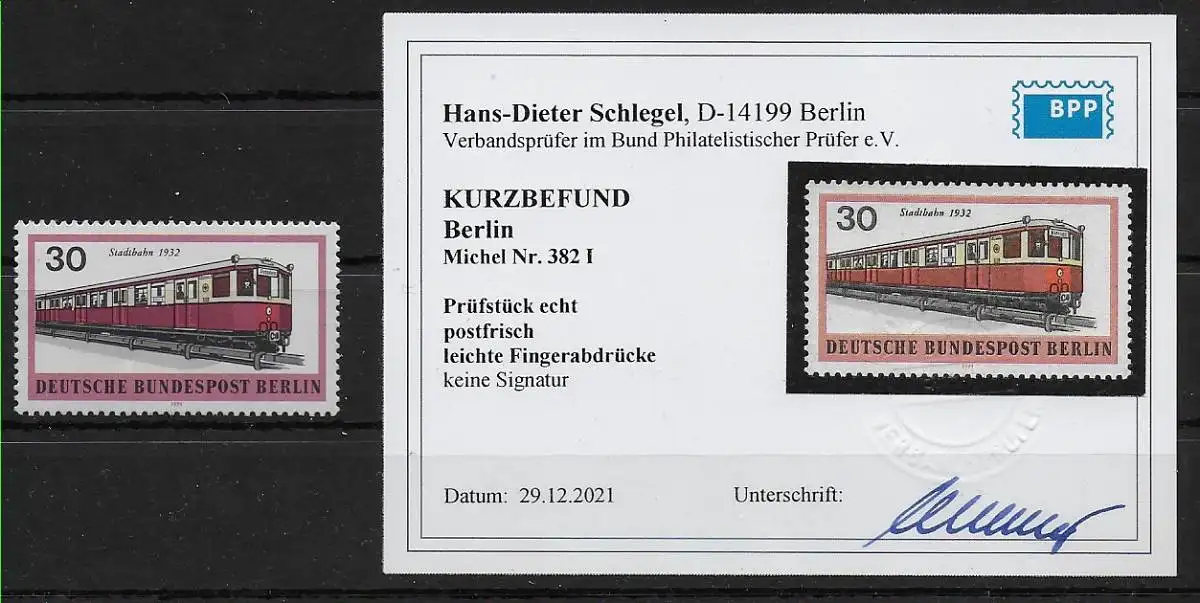 30
Stadtbahn 1932
DEUTSCHE BUNDESPOST BERLIN
Hans-Dieter Schlegel, D-14199 Berlin
Verbandsprüfer im Bund Philatelistischer Prüfer e.V.
BPP
KURZBEFUND
Berlin
Michel Nr. 382 I
Prüfstück echt
postfrisch
leichte Fingerabdrücke
keine Signatur
30
Stadtbahn 1932
DEUTSCHE BUNDESPOST BERLIN
Datum: 29.12.2021
Unterschrift: